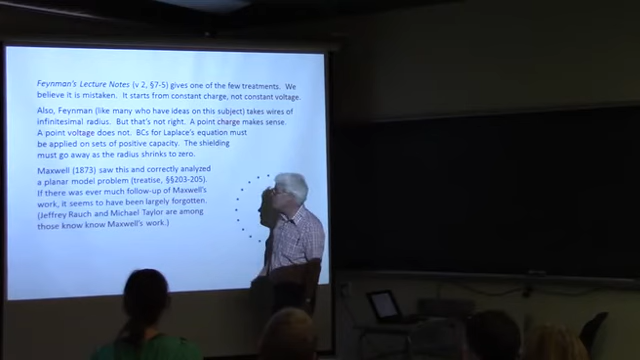 Feynman's Lecture Notes (v 2, §7-5) gives one of the few treatments. We
believe it is mistaken. It starts from constant charge, not constant voltage.
Also, Feynman (like many who have ideas on this subject) takes wires of
infinitesimal radius. But that's not right. A point charge makes sense.
A point voltage does not. BCs for Laplace's equation must
be applied on sets of positive capacity. The shielding
must go away as the radius shrinks to zero.
Maxwell (1873) saw this and correctly analyzed
a planar model problem (treatise, §§203-205).
If there was ever much follow-up of Maxwell's
work, it seems to have been largely forgotten.
(Jeffrey Rauch and Michael Taylor are among
those know know Maxwell's work.)